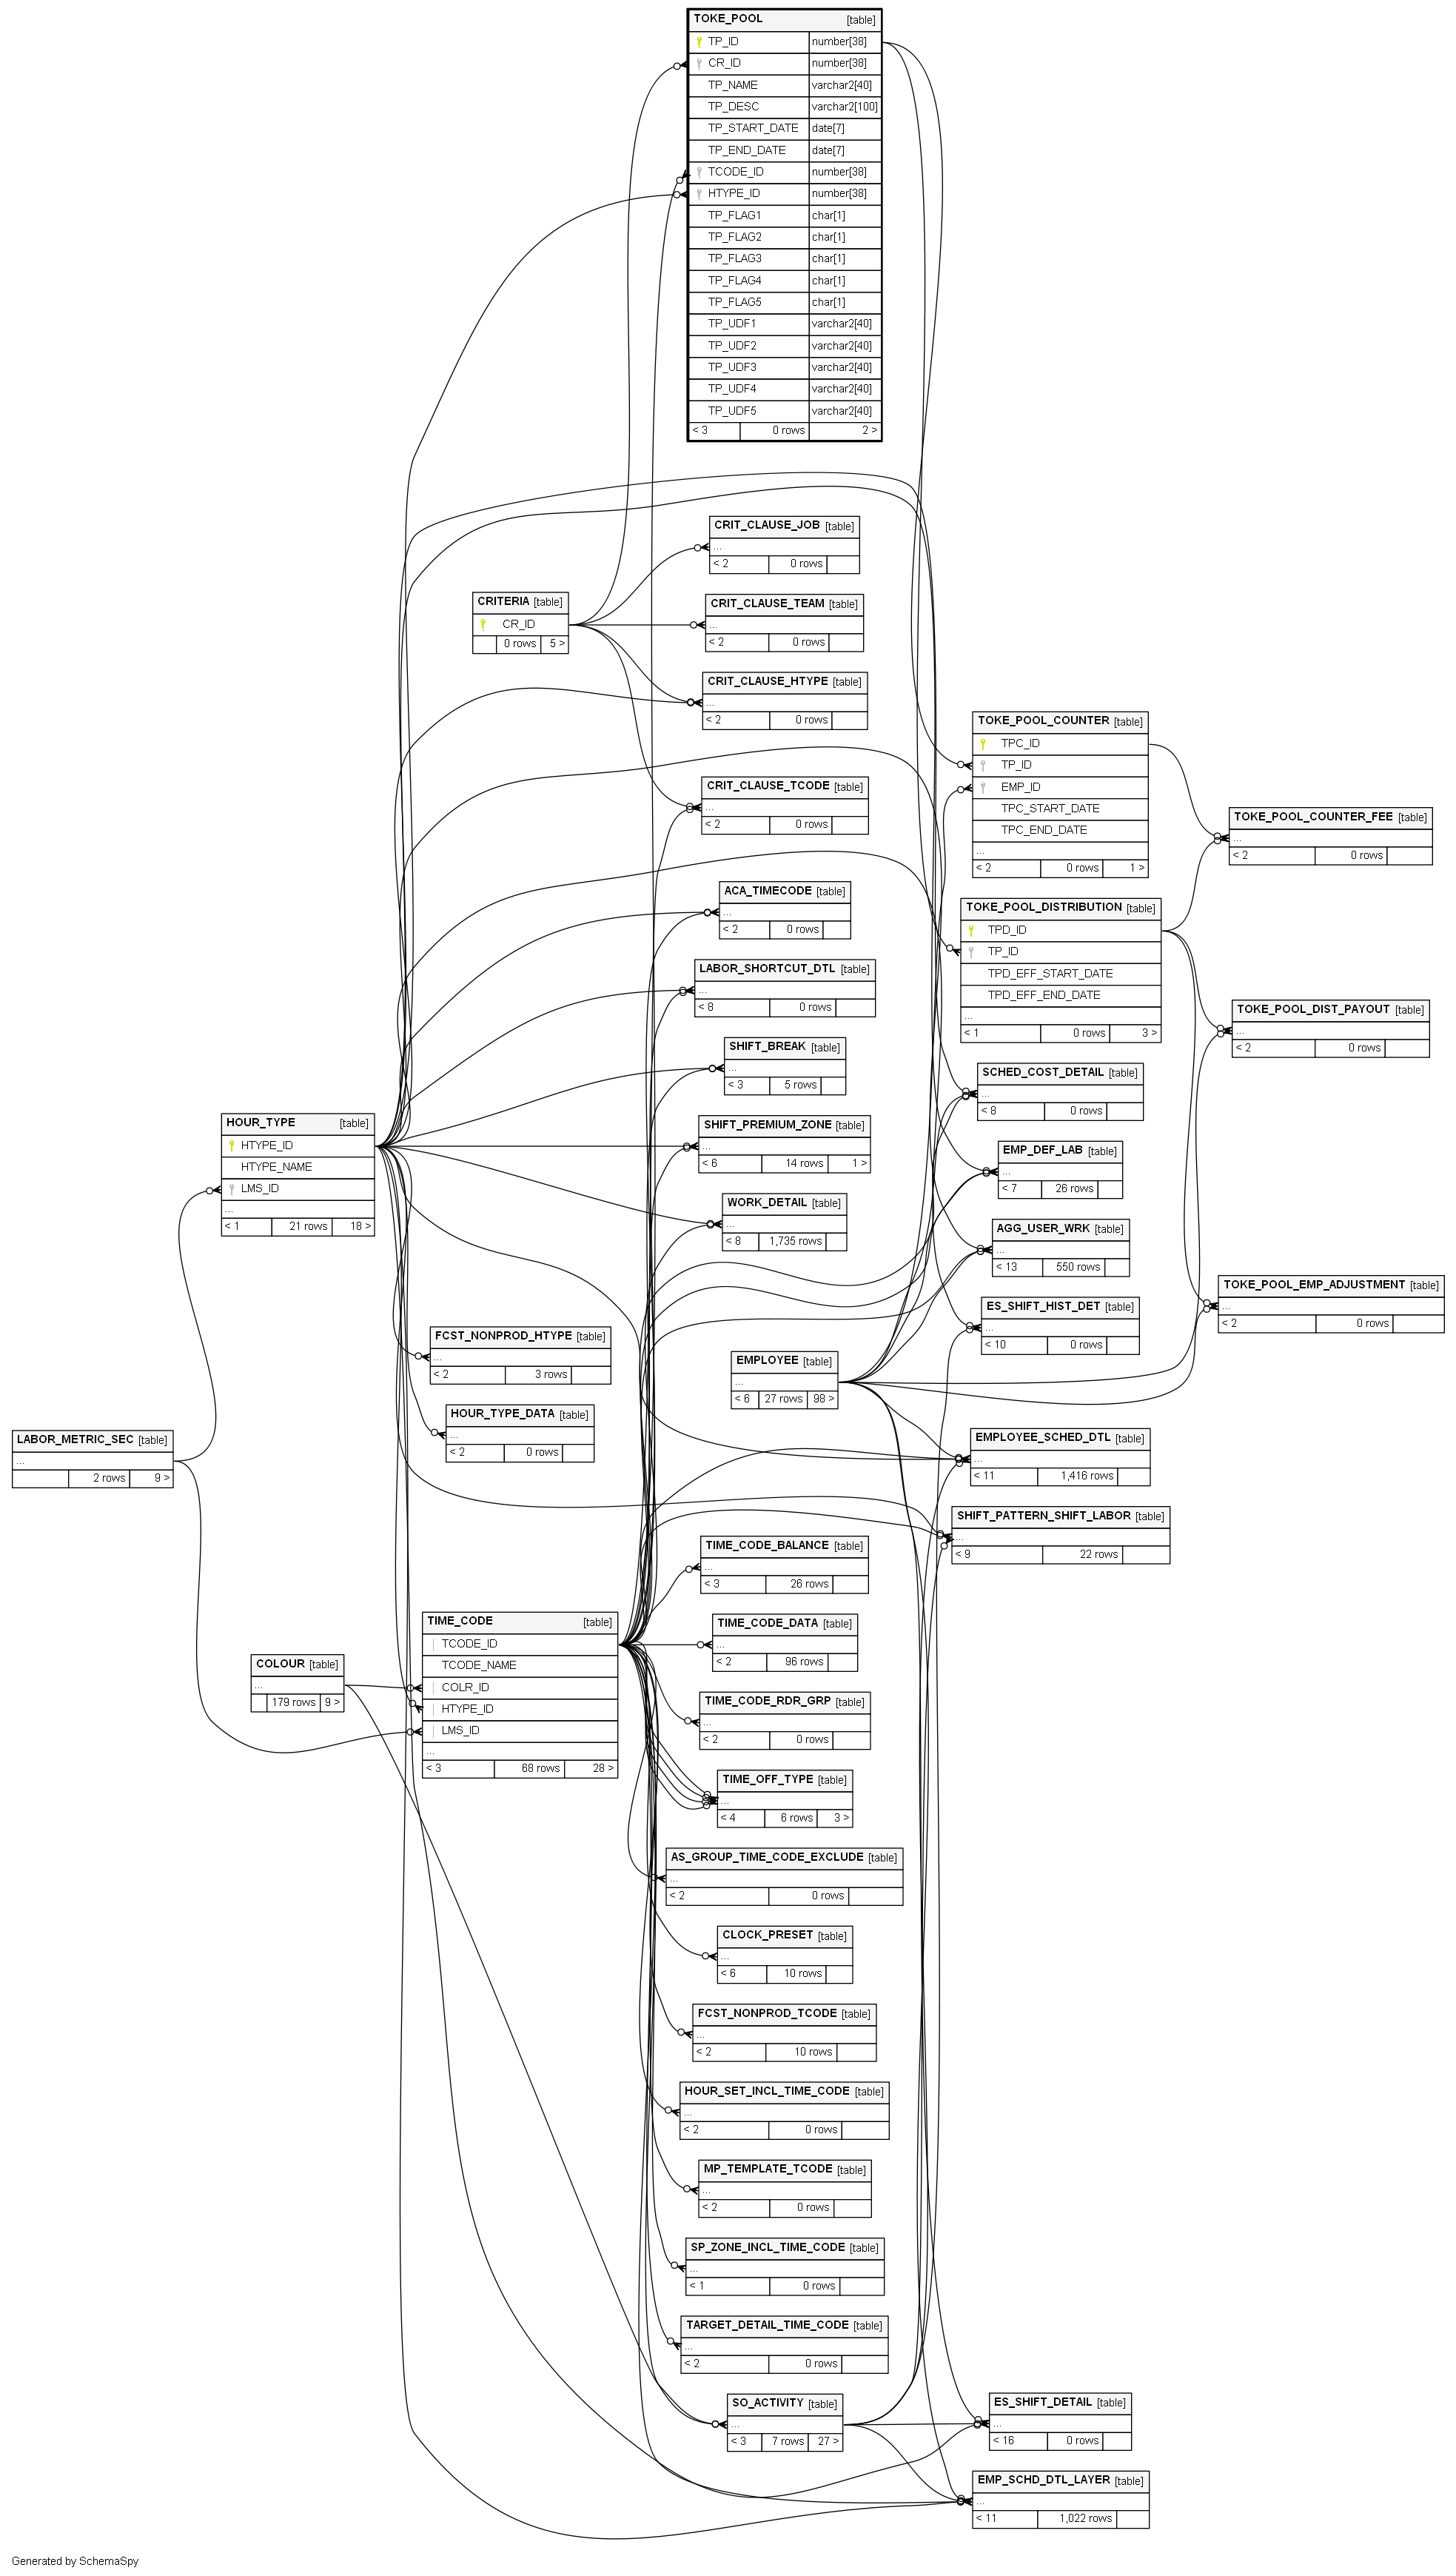 TOKE_POOL [table]
TP_ID number[38]
CR_ID number[38]
TP_NAME varchar2[40]
TP_DESC varchar2[100]
TP_START_DATE date[7]
TP_END_DATE date[7]
TCODE_ID number[38]
HTYPE_ID number[38]
TP_FLAG1 char[1]
TP_FLAG2 char[1]
TP_FLAG3 char[1]
TP_FLAG4 char[1]
TP_FLAG5 char[1]
TP_UDF1 varchar2[40]
TP_UDF2 varchar2[40]
TP_UDF3 varchar2[40]
TP_UDF4 varchar2[40]
TP_UDF5 varchar2[40]
< 3 0 rows 2 >
CRIT_CLAUSE_JOB [table]
...
< 2 0 rows
CRITERIA [table]
CR_ID
0 rows 5 >
CRIT_CLAUSE_TEAM [table]
...
< 2 0 rows
CRIT_CLAUSE_HTYPE [table]
...
< 2 0 rows
TOKE_POOL_COUNTER [table]
TPC_ID
TP_ID
EMP_ID
TPC_START_DATE
TPC_END_DATE
...
< 2 0 rows 1 >
CRIT_CLAUSE_TCODE [table]
...
< 2 0 rows
TOKE_POOL_COUNTER_FEE [table]
...
< 2 0 rows
ACA_TIMECODE [table]
...
< 2 0 rows
TOKE_POOL_DISTRIBUTION [table]
TPD_ID
TP_ID
TPD_EFF_START_DATE
TPD_EFF_END_DATE
...
< 1 0 rows 3 >
LABOR_SHORTCUT_DTL [table]
...
< 8 0 rows
TOKE_POOL_DIST_PAYOUT [table]
...
< 2 0 rows
SHIFT_BREAK [table]
...
< 3 5 rows
SCHED_COST_DETAIL [table]
...
< 8 0 rows
HOUR_TYPE [table]
HTYPE_ID
HTYPE_NAME
LMS_ID
...
< 1 21 rows 18 >
SHIFT_PREMIUM_ZONE [table]
...
< 6 14 rows 1 >
EMP_DEF_LAB [table]
...
< 7 26 rows
WORK_DETAIL [table]
...
< 8 1,735 rows
AGG_USER_WRK [table]
...
< 13 550 rows
TOKE_POOL_EMP_ADJUSTMENT [table]
...
< 2 0 rows
ES_SHIFT_HIST_DET [table]
...
< 10 0 rows
FCST_NONPROD_HTYPE [table]
...
< 2 3 rows
EMPLOYEE [table]
...
< 6 27 rows 98 >
HOUR_TYPE_DATA [table]
...
< 2 0 rows
LABOR_METRIC_SEC [table]
...
2 rows 9 >
EMPLOYEE_SCHED_DTL [table]
...
< 11 1,416 rows
SHIFT_PATTERN_SHIFT_LABOR [table]
...
< 9 22 rows
TIME_CODE_BALANCE [table]
...
< 3 26 rows
TIME_CODE [table]
TCODE_ID
TCODE_NAME
COLR_ID
HTYPE_ID
LMS_ID
...
< 3 68 rows 28 >
TIME_CODE_DATA [table]
...
< 2 96 rows
COLOUR [table]
...
179 rows 9 >
TIME_CODE_RDR_GRP [table]
...
< 2 0 rows
TIME_OFF_TYPE [table]
...
< 4 6 rows 3 >
AS_GROUP_TIME_CODE_EXCLUDE [table]
...
< 2 0 rows
CLOCK_PRESET [table]
...
< 6 10 rows
FCST_NONPROD_TCODE [table]
...
< 2 10 rows
HOUR_SET_INCL_TIME_CODE [table]
...
< 2 0 rows
MP_TEMPLATE_TCODE [table]
...
< 2 0 rows
SP_ZONE_INCL_TIME_CODE [table]
...
< 1 0 rows
TARGET_DETAIL_TIME_CODE [table]
...
< 2 0 rows
SO_ACTIVITY [table]
...
< 3 7 rows 27 >
ES_SHIFT_DETAIL [table]
...
< 16 0 rows
EMP_SCHD_DTL_LAYER [table]
...
< 11 1,022 rows
Generated by SchemaSpy